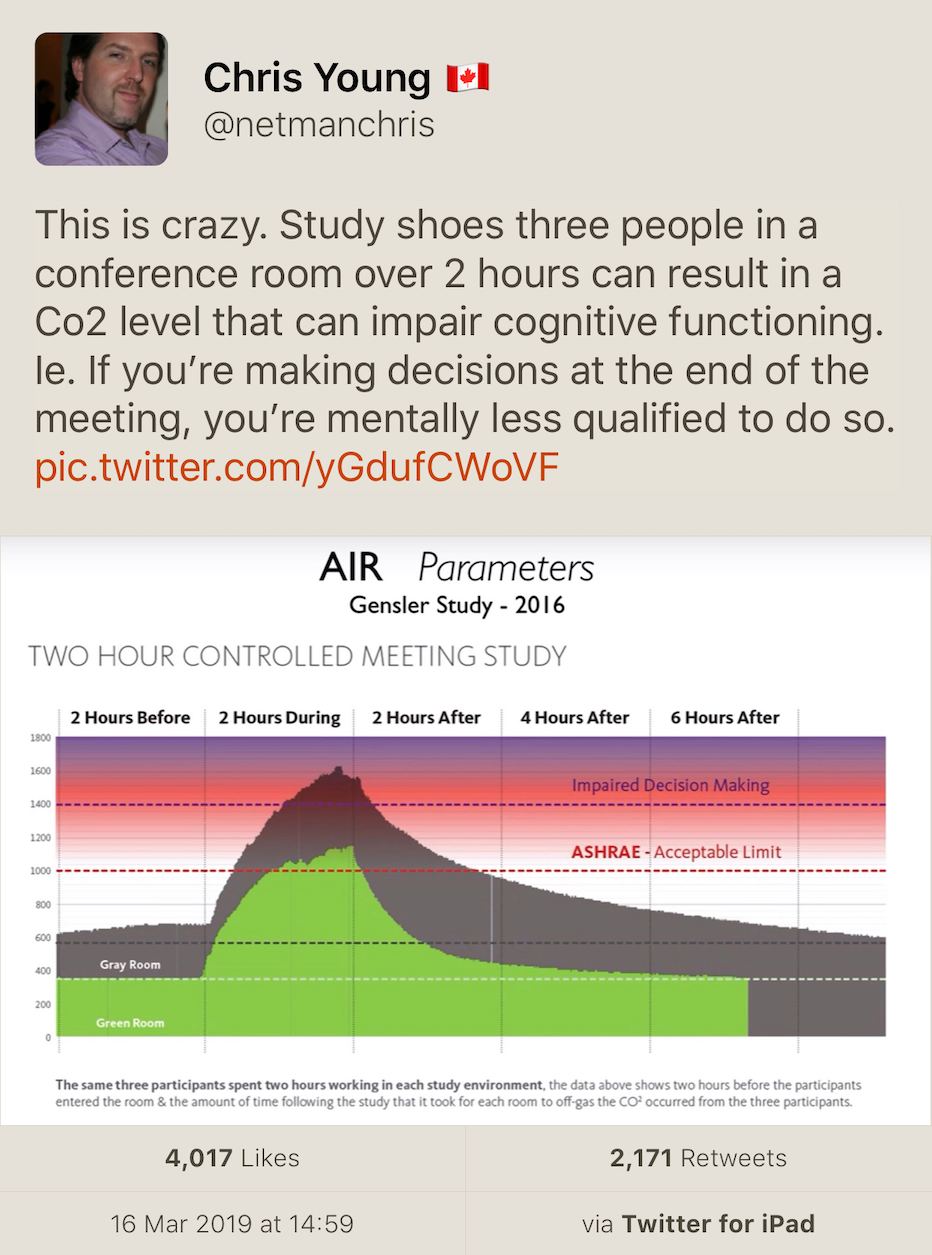 Chris Young 🇨🇦
@netmanchris
This is crazy. Study shoes three people in a
conference room over 2 hours can result in a
Co2 level that can impair cognitive functioning.
Ie. If you’re making decisions at the end of the
meeting, you’re mentally less qualified to do so.
pic.twitter.com/yGdufCWoVF
AIR Parameters
Gensler Study - 2016
TWO HOUR CONTROLLED MEETING STUDY
2 Hours Before 2 Hours During 2 Hours After 4 Hours After 6 Hours After
1800
1600
Impaired Decision Making
1400
1200
ASHRAE - Acceptable Limit
1000
800
600
Gray Room
400
200
Green Room
0
The same three participants spent two hours working in each study environment, the data above shows two hours before the participants
entered the room & the amount of time following the study that it took for each room to off-gas the CO² occurred from the three participants.
4,017 Likes 2,171 Retweets
16 Mar 2019 at 14:59 via Twitter for iPad